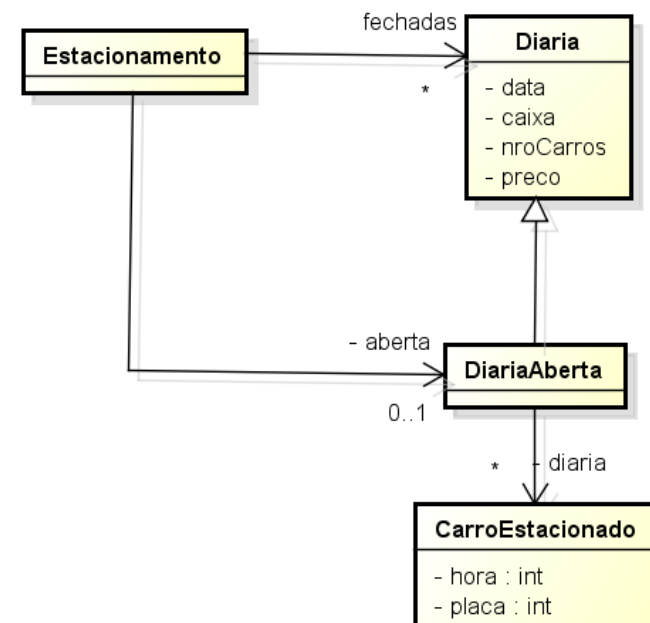 fechadas
Estacionamento
*
Diaria
- data
- caixa
- nroCarros
- preco
- aberta
0..1
DiariaAberta
*
- diaria
CarroEstacionado
- hora : int
- placa : int